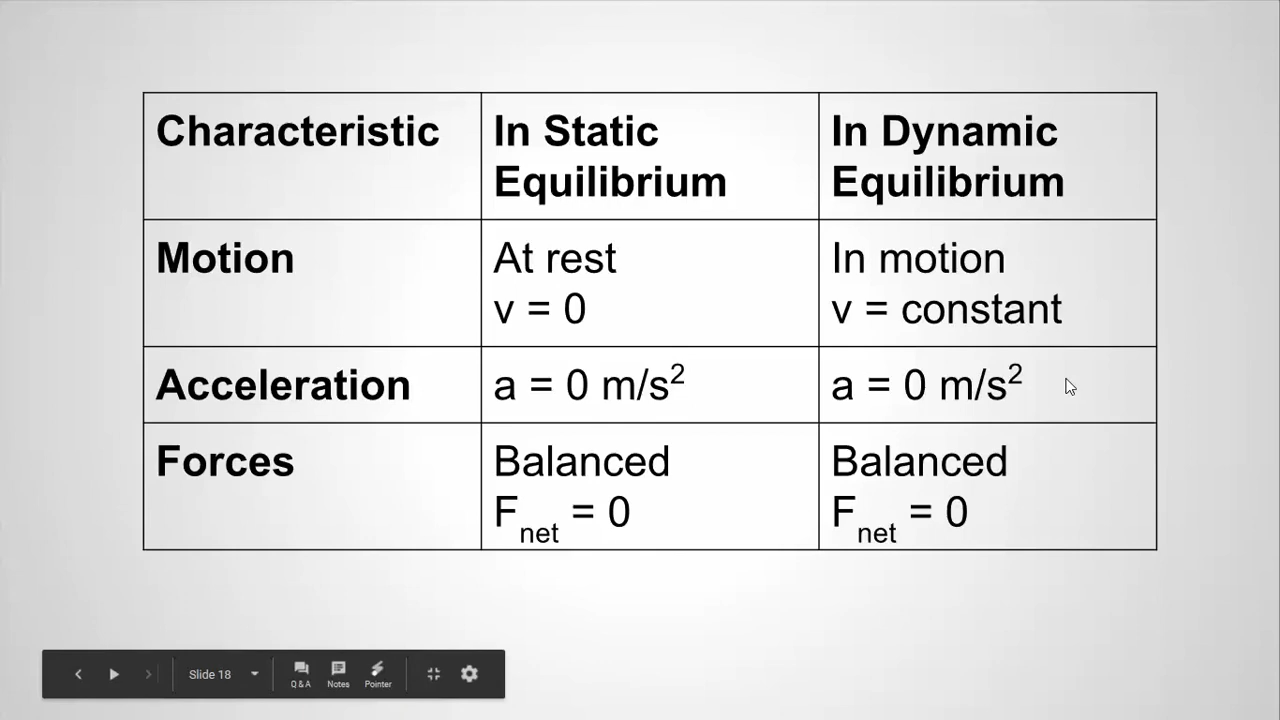 Characteristic
In Static
Equilibrium
In Dynamic
Equilibrium
Motion
At rest
v = 0
In motion
v = constant
Acceleration
a = 0 m/s²
a = 0 m/s²
Forces
Balanced
Fnet = 0
Balanced
Fnet = 0
Slide 18
Q & A
Notes
Pointer